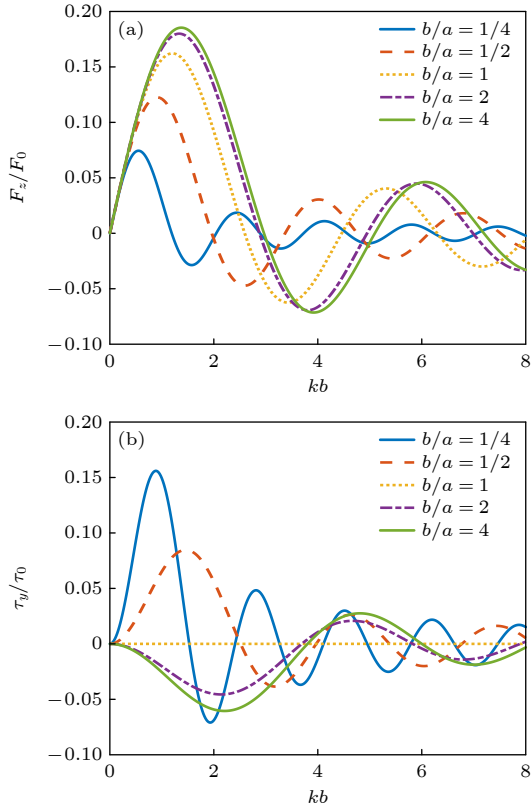 (a)
b/a = 1/4
b/a = 1/2
b/a = 1
b/a = 2
b/a = 4
0.20
0.15
0.10
0.05
0
−0.05
−0.10
F_z/F_0
0 2 4 6 8
kb
(b)
b/a = 1/4
b/a = 1/2
b/a = 1
b/a = 2
b/a = 4
0.20
0.15
0.10
0.05
0
−0.05
−0.10
τ_y/τ_0
0 2 4 6 8
kb